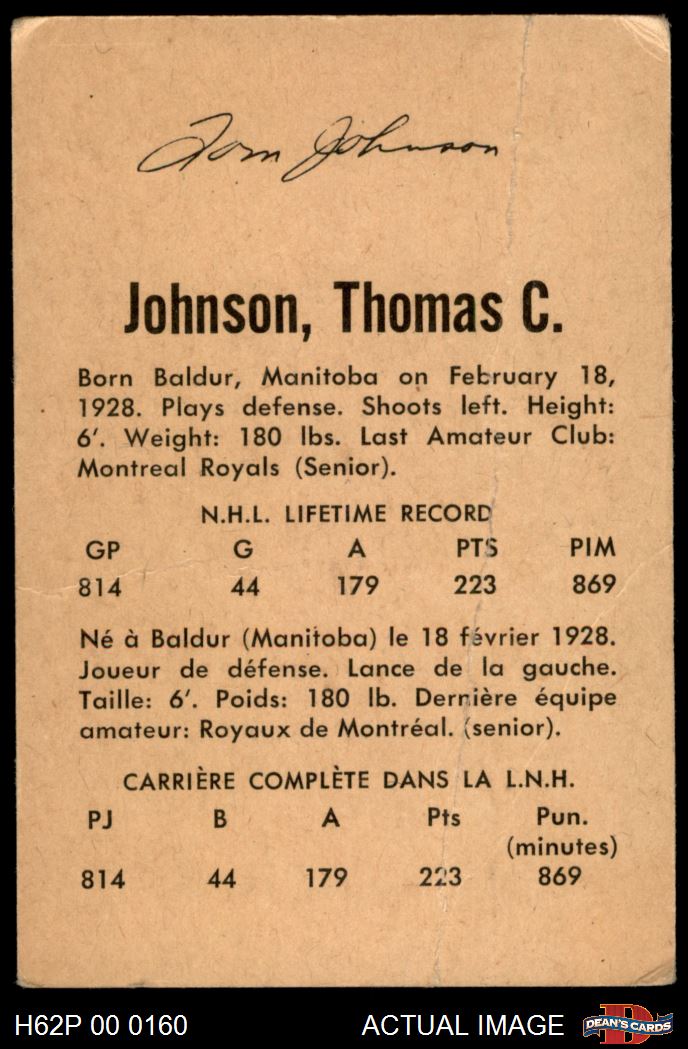 Tom Johnson
Johnson, Thomas C.
Born Baldur, Manitoba on February 18,
1928. Plays defense. Shoots left. Height:
6'. Weight: 180 lbs. Last Amateur Club:
Montreal Royals (Senior).
N.H.L. LIFETIME RECORD
GP G A PTS PIM
814 44 179 223 869
Né à Baldur (Manitoba) le 18 février 1928.
Joueur de défense. Lance de la gauche.
Taille: 6'. Poids: 180 lb. Dernière équipe
amateur: Royaux de Montréal. (senior).
CARRIÈRE COMPLÈTE DANS LA L.N.H.
PJ B A Pts Pun.
(minutes)
814 44 179 223 869
H62P 00 0160 ACTUAL IMAGE DEAN'S CARDS